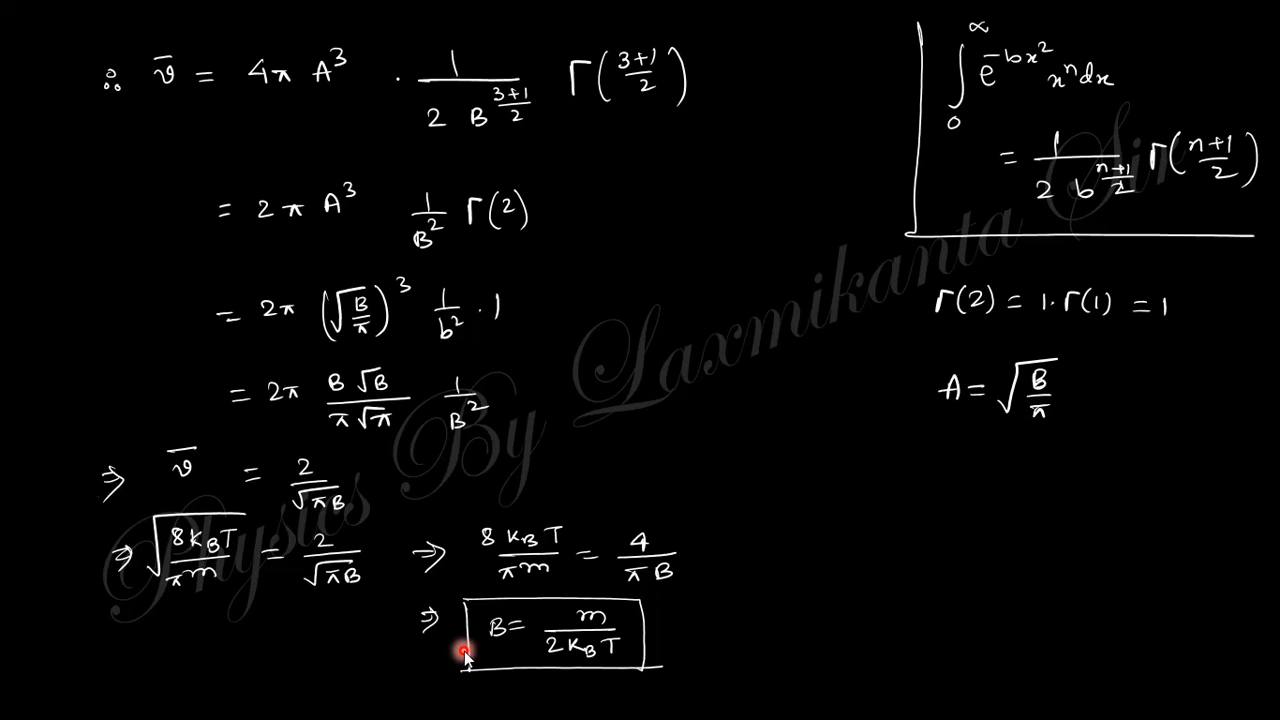 ∴ v̄ = 4π A³ · 1 / (2 B^((3+1)/2)) Γ((3+1)/2)
= 2π A³ 1/B² Γ(2)
= 2π (√(B/π))³ 1/b² · 1
= 2π (B √B)/(π √π) 1/B²
⇒ v̄ = 2/√(πB)
⇒ √(8K_BT/πm) = 2/√(πB) ⇒ 8K_BT/πm = 4/πB
⇒ B = m/(2K_BT)
∫₀^∞ e^(-bx²) xⁿ dx
= 1 / (2 b^((n+1)/2)) Γ((n+1)/2)
Γ(2) = 1·Γ(1) = 1
A = √(B/π)
Physics By Laxmikanta Sir